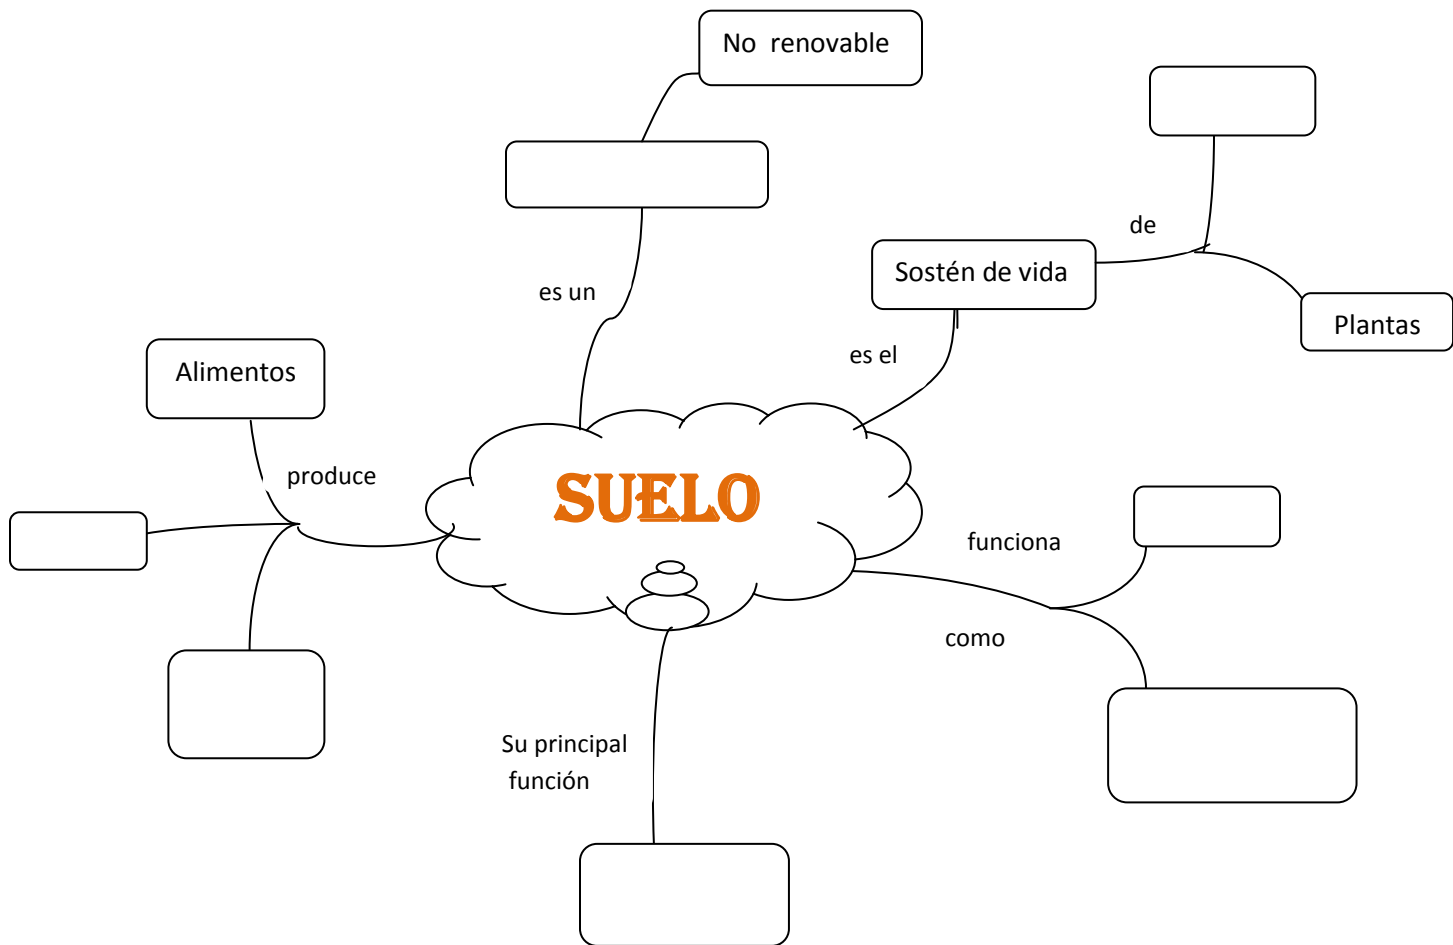 No renovable
de
Sostén de vida
es un
Plantas
es el
Alimentos
produce
SUELO
funciona
como
Su principal
función